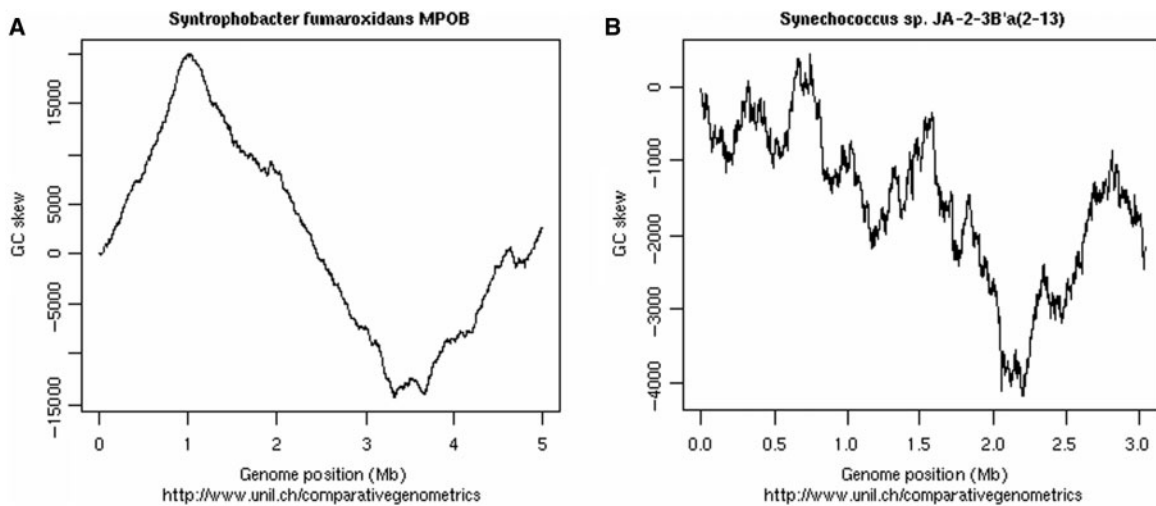 A
Syntrophobacter fumaroxidans MPOB
GC skew
15000
5000
0
−5000
−15000
0 1 2 3 4 5
Genome position (Mb)
http://www.unil.ch/comparativegenometrics
B
Synechococcus sp. JA-2-3B'a(2-13)
GC skew
0
−1000
−2000
−3000
−4000
0.0 0.5 1.0 1.5 2.0 2.5 3.0
Genome position (Mb)
http://www.unil.ch/comparativegenometrics